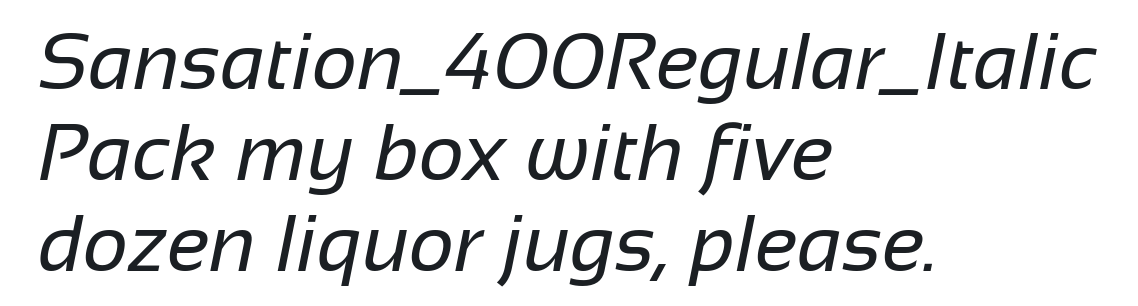 Sansation_400Regular_Italic
Pack my box with five
dozen liquor jugs, please.